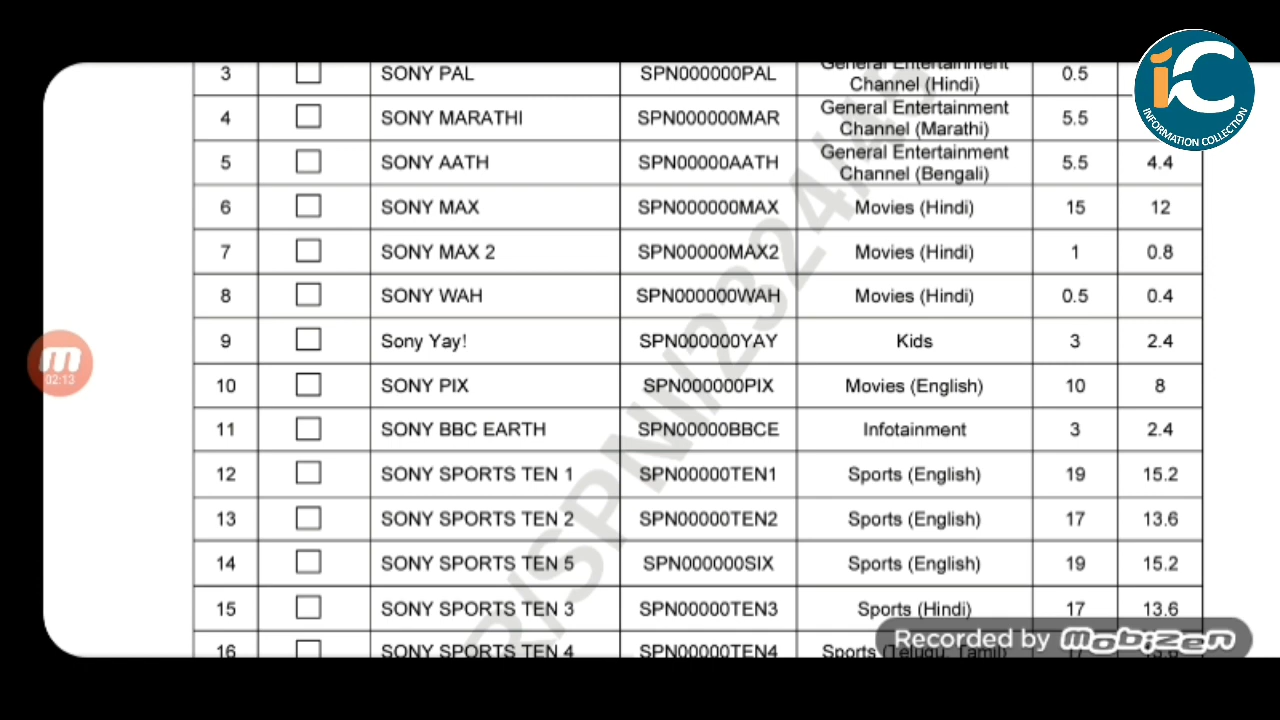 3 SONY PAL SPN000000PAL General Entertainment Channel (Hindi) 0.5
4 SONY MARATHI SPN000000MAR General Entertainment Channel (Marathi) 5.5
5 SONY AATH SPN00000AATH General Entertainment Channel (Bengali) 5.5 4.4
6 SONY MAX SPN000000MAX Movies (Hindi) 15 12
7 SONY MAX 2 SPN00000MAX2 Movies (Hindi) 1 0.8
8 SONY WAH SPN000000WAH Movies (Hindi) 0.5 0.4
9 Sony Yay! SPN000000YAY Kids 3 2.4
10 SONY PIX SPN000000PIX Movies (English) 10 8
11 SONY BBC EARTH SPN00000BBCE Infotainment 3 2.4
12 SONY SPORTS TEN 1 SPN00000TEN1 Sports (English) 19 15.2
13 SONY SPORTS TEN 2 SPN00000TEN2 Sports (English) 17 13.6
14 SONY SPORTS TEN 5 SPN000000SIX Sports (English) 19 15.2
15 SONY SPORTS TEN 3 SPN00000TEN3 Sports (Hindi) 17 13.6
16 SONY SPORTS TEN 4 SPN00000TEN4 Sports (Telugu, Tamil) 17 13.6
iC
INFORMATION COLLECTION
02:13
Recorded by Mobizen